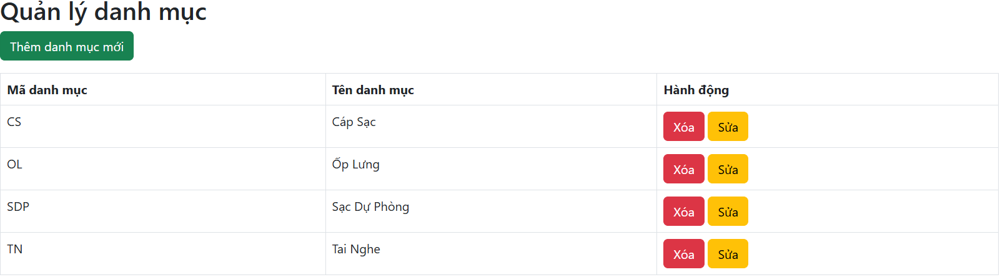 Quản lý danh mục
Thêm danh mục mới
Mã danh mục Tên danh mục Hành động
CS Cáp Sạc Xóa Sửa
OL Ốp Lưng Xóa Sửa
SDP Sạc Dự Phòng Xóa Sửa
TN Tai Nghe Xóa Sửa